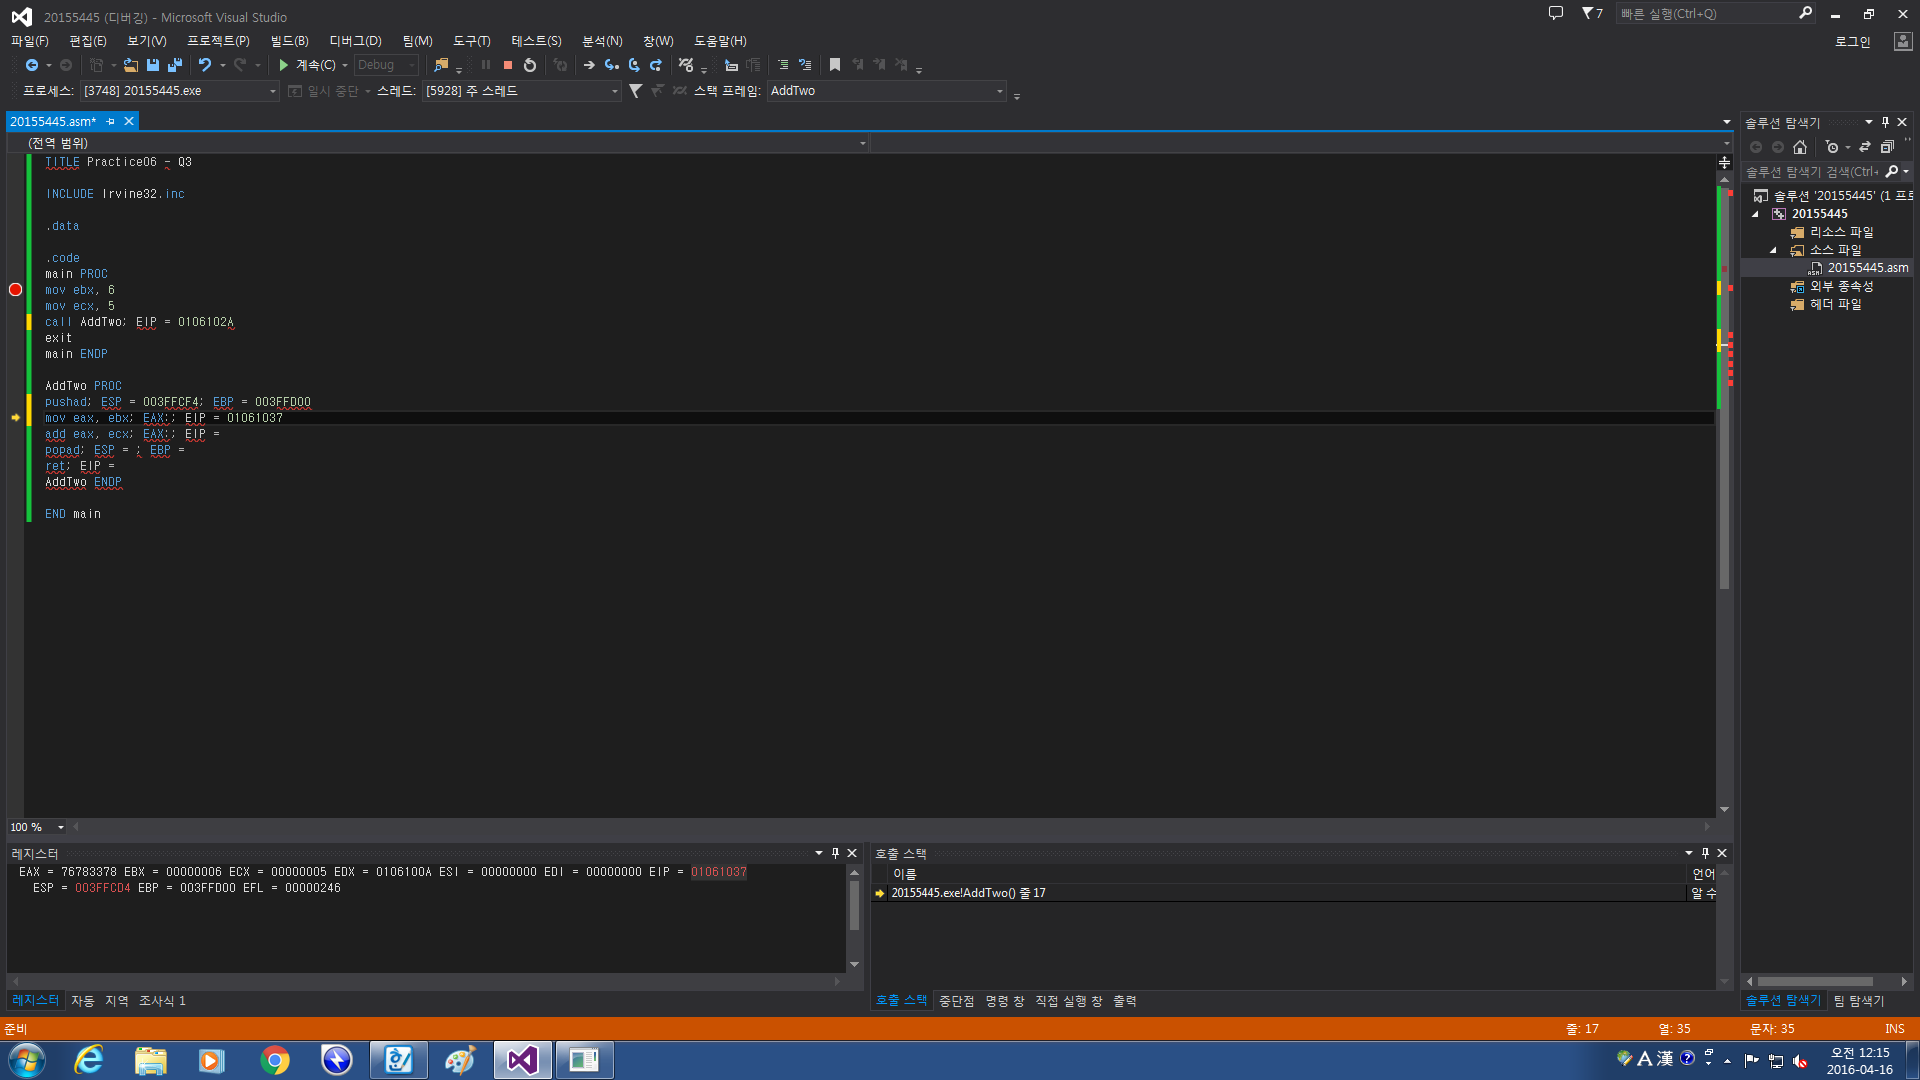 20155445 (디버깅) - Microsoft Visual Studio
7
빠른 실행(Ctrl+Q)
파일(F) 편집(E) 보기(V) 프로젝트(P) 빌드(B) 디버그(D) 팀(M) 도구(T) 테스트(S) 분석(N) 창(W) 도움말(H)
로그인
계속(C) Debug
프로세스: [3748] 20155445.exe 일시 중단 스레드: [5928] 주 스레드 스택 프레임: AddTwo
20155445.asm*
(전역 범위)
TITLE Practice06 - Q3
INCLUDE Irvine32.inc
.data
.code
main PROC
mov ebx, 6
mov ecx, 5
call AddTwo; EIP = 0106102A
exit
main ENDP
AddTwo PROC
pushad; ESP = 003FFCF4; EBP = 003FFD00
mov eax, ebx; EAX:; EIP = 01061037
add eax, ecx; EAX:; EIP =
popad; ESP = ; EBP =
ret; EIP =
AddTwo ENDP
END main
100 %
솔루션 탐색기
솔루션 탐색기 검색(Ctrl+
솔루션 '20155445' (1 프로
20155445
리소스 파일
소스 파일
20155445.asm
외부 종속성
헤더 파일
솔루션 탐색기 팀 탐색기
레지스터
EAX = 76783378 EBX = 00000006 ECX = 00000005 EDX = 0106100A ESI = 00000000 EDI = 00000000 EIP = 01061037
ESP = 003FFCD4 EBP = 003FFD00 EFL = 00000246
레지스터 자동 지역 조사식 1
호출 스택
이름 언어
20155445.exe!AddTwo() 줄 17 알 수
호출 스택 중단점 명령 창 직접 실행 창 출력
준비 줄: 17 열: 35 문자: 35 INS
A 漢
오전 12:15
2016-04-16